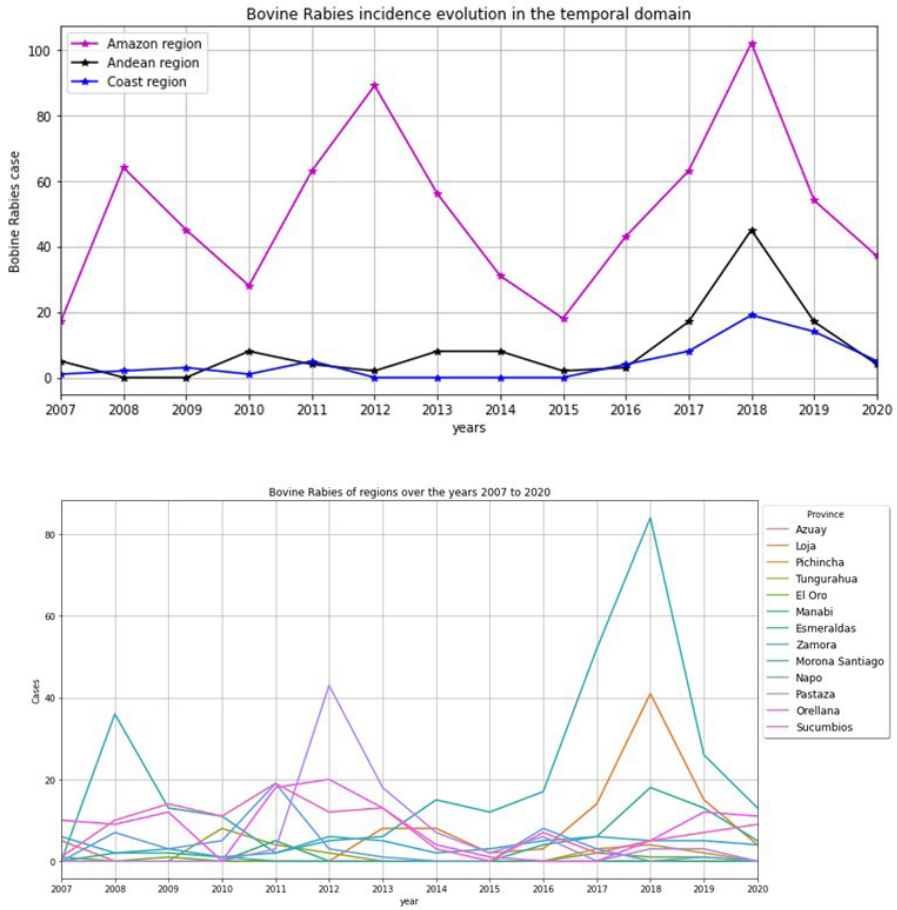 Bovine Rabies incidence evolution in the temporal domain
Amazon region
Andean region
Coast region
Bobine Rabies case
100
80
60
40
20
0
2007 2008 2009 2010 2011 2012 2013 2014 2015 2016 2017 2018 2019 2020
years
Bovine Rabies of regions over the years 2007 to 2020
Province
Azuay
Loja
Pichincha
Tungurahua
El Oro
Manabi
Esmeraldas
Zamora
Morona Santiago
Napo
Pastaza
Orellana
Sucumbios
Cases
80
60
40
20
0
2007 2008 2009 2010 2011 2012 2013 2014 2015 2016 2017 2018 2019 2020
year